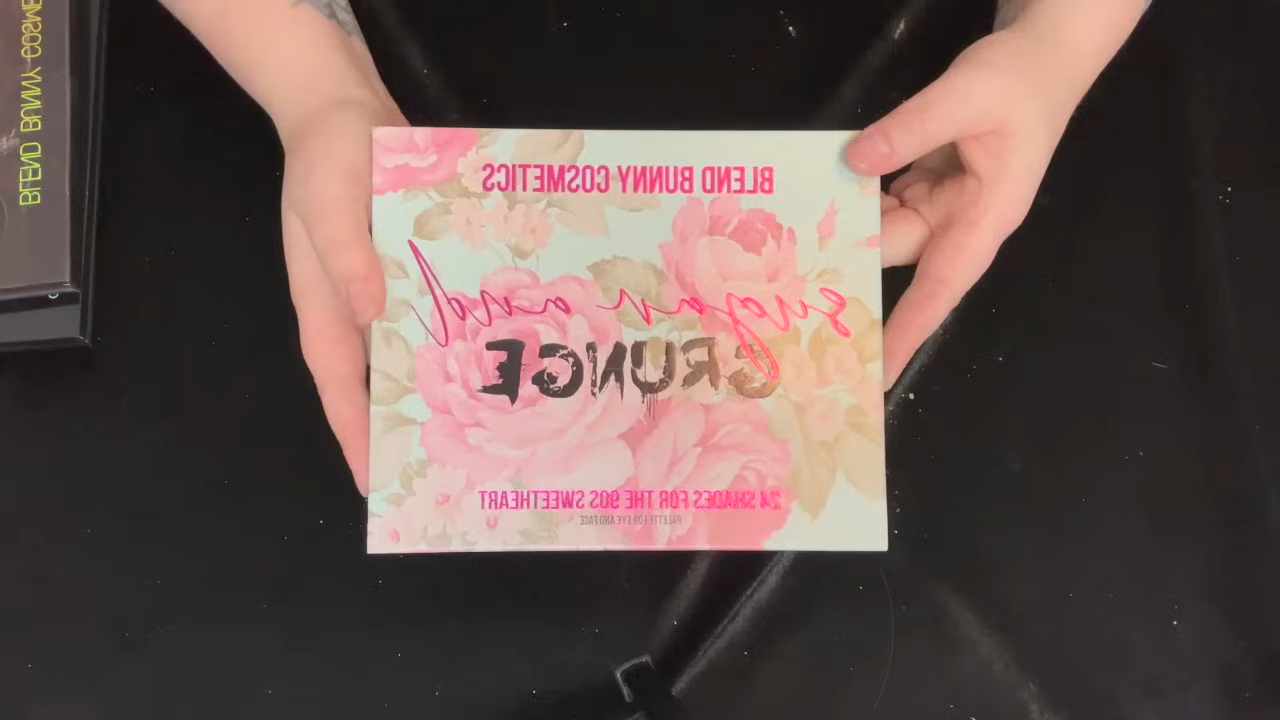 BLEND BUNNY COSMETICS
sugar and
GRUNGE
24 SHADES FOR THE 90S SWEETHEART
PALETTE FOR EYE AND FACE
BLEND BUNNY COSME